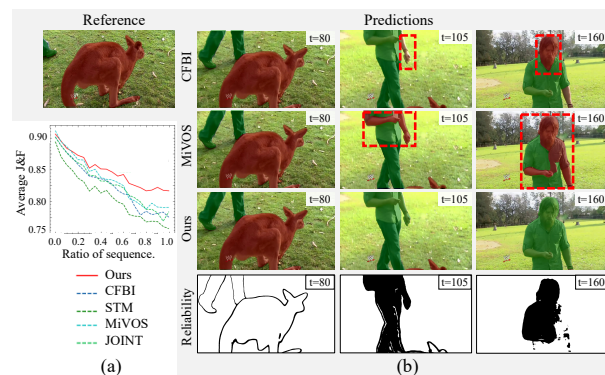 Reference
Predictions
CFBI
t=80
t=105
t=160
MiVOS
t=80
t=105
t=160
Ours
t=80
t=105
t=160
Reliability
t=80
t=105
t=160
Average J&F
0.90
0.85
0.80
0.75
0.0 0.2 0.4 0.6 0.8 1.0
Ratio of sequence.
Ours
CFBI
STM
MiVOS
JOINT
(a)
(b)